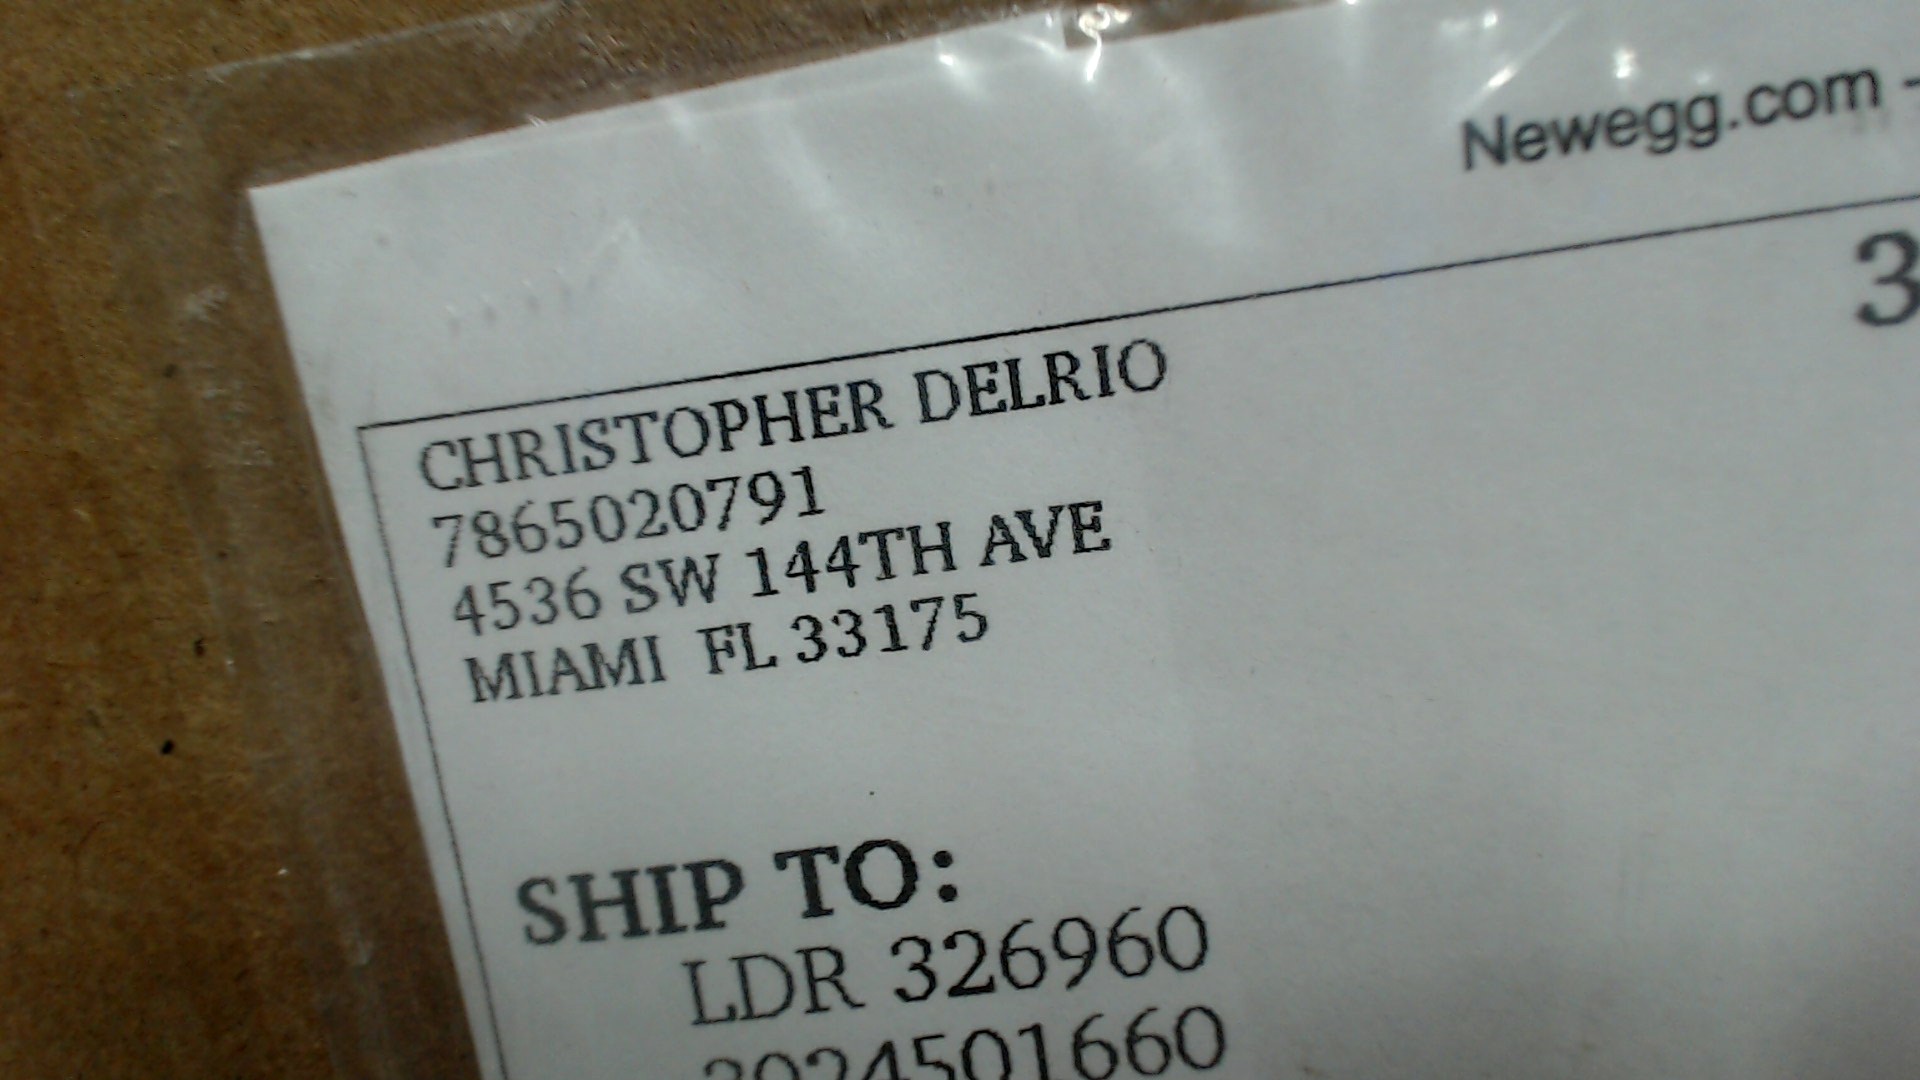 Newegg.com -
3
CHRISTOPHER DELRIO
7865020791
4536 SW 144TH AVE
MIAMI FL 33175
SHIP TO:
LDR 326960